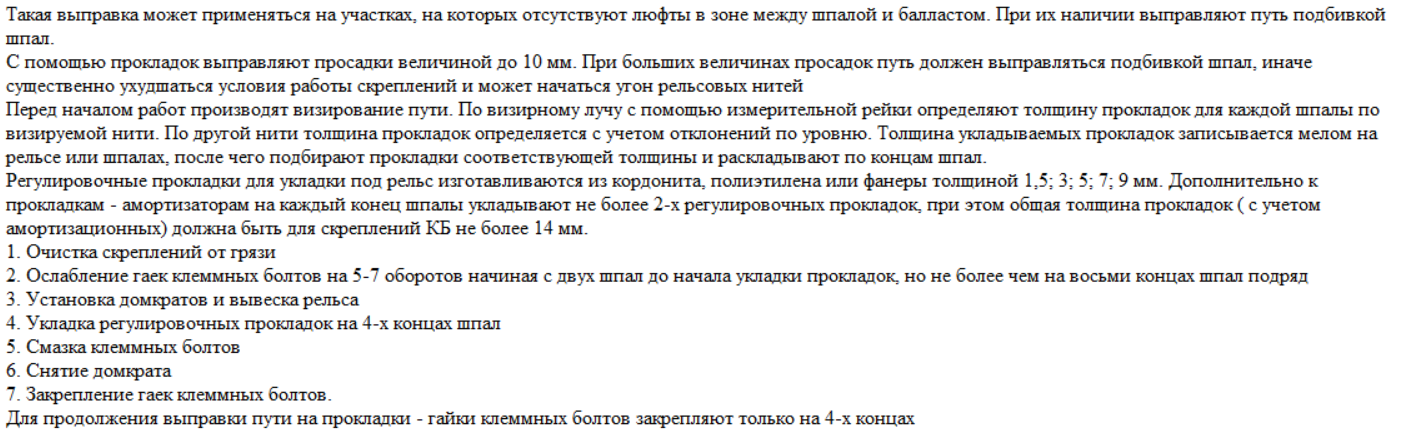 Такая выправка может применяться на участках, на которых отсутствуют люфты в зоне между шпалой и балластом. При их наличии выправляют путь подбивкой
шпал.
С помощью прокладок выправляют просадки величиной до 10 мм. При больших величинах просадок путь должен выправляться подбивкой шпал, иначе
существенно ухудшаться условия работы скреплений и может начаться угон рельсовых нитей
Перед началом работ производят визирование пути. По визирному лучу с помощью измерительной рейки определяют толщину прокладок для каждой шпалы по
визируемой нити. По другой нити толщина прокладок определяется с учетом отклонений по уровню. Толщина укладываемых прокладок записывается мелом на
рельсе или шпалах, после чего подбирают прокладки соответствующей толщины и раскладывают по концам шпал.
Регулировочные прокладки для укладки под рельс изготавливаются из кордонита, полиэтилена или фанеры толщиной 1,5; 3; 5; 7; 9 мм. Дополнительно к
прокладкам - амортизаторам на каждый конец шпалы укладывают не более 2-х регулировочных прокладок, при этом общая толщина прокладок ( с учетом
амортизационных) должна быть для скреплений КБ не более 14 мм.
1. Очистка скреплений от грязи
2. Ослабление гаек клеммных болтов на 5-7 оборотов начиная с двух шпал до начала укладки прокладок, но не более чем на восьми концах шпал подряд
3. Установка домкратов и вывеска рельса
4. Укладка регулировочных прокладок на 4-х концах шпал
5. Смазка клеммных болтов
6. Снятие домкрата
7. Закрепление гаек клеммных болтов.
Для продолжения выправки пути на прокладки - гайки клеммных болтов закрепляют только на 4-х концах